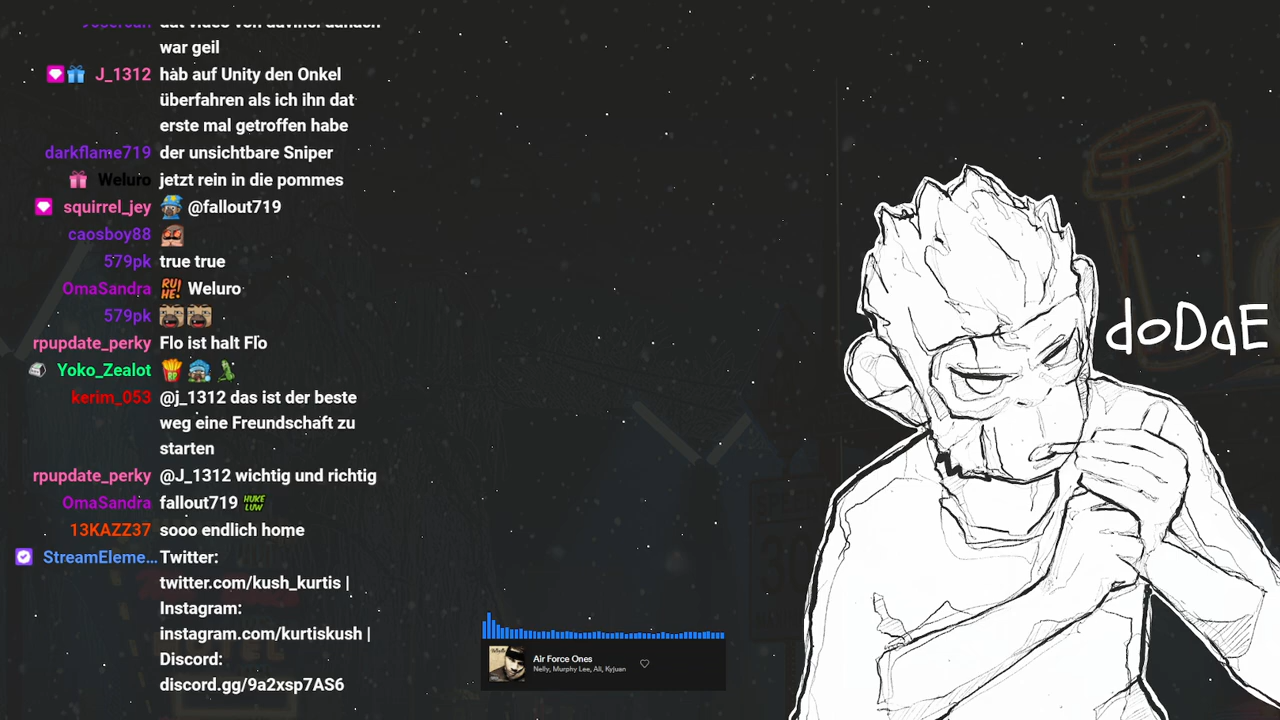 war geil
J_1312 hab auf Unity den Onkel
überfahren als ich ihn dat
erste mal getroffen habe
darkflame719 der unsichtbare Sniper
Weluro jetzt rein in die pommes
squirrel_jey @fallout719
caosboy88
579pk true true
OmaSandra RUHE! Weluro
579pk
rpupdate_perky Flo ist halt Flo
Yoko_Zealot
kerim_053 @j_1312 das ist der beste
weg eine Freundschaft zu
starten
rpupdate_perky @J_1312 wichtig und richtig
OmaSandra fallout719 HUKE LUW
13KAZZ37 sooo endlich home
StreamEleme... Twitter:
twitter.com/kush_kurtis |
Instagram:
instagram.com/kurtiskush |
Discord:
discord.gg/9a2xsp7AS6
Air Force Ones
Nelly, Murphy Lee, Ali, Kyjuan
doDaE